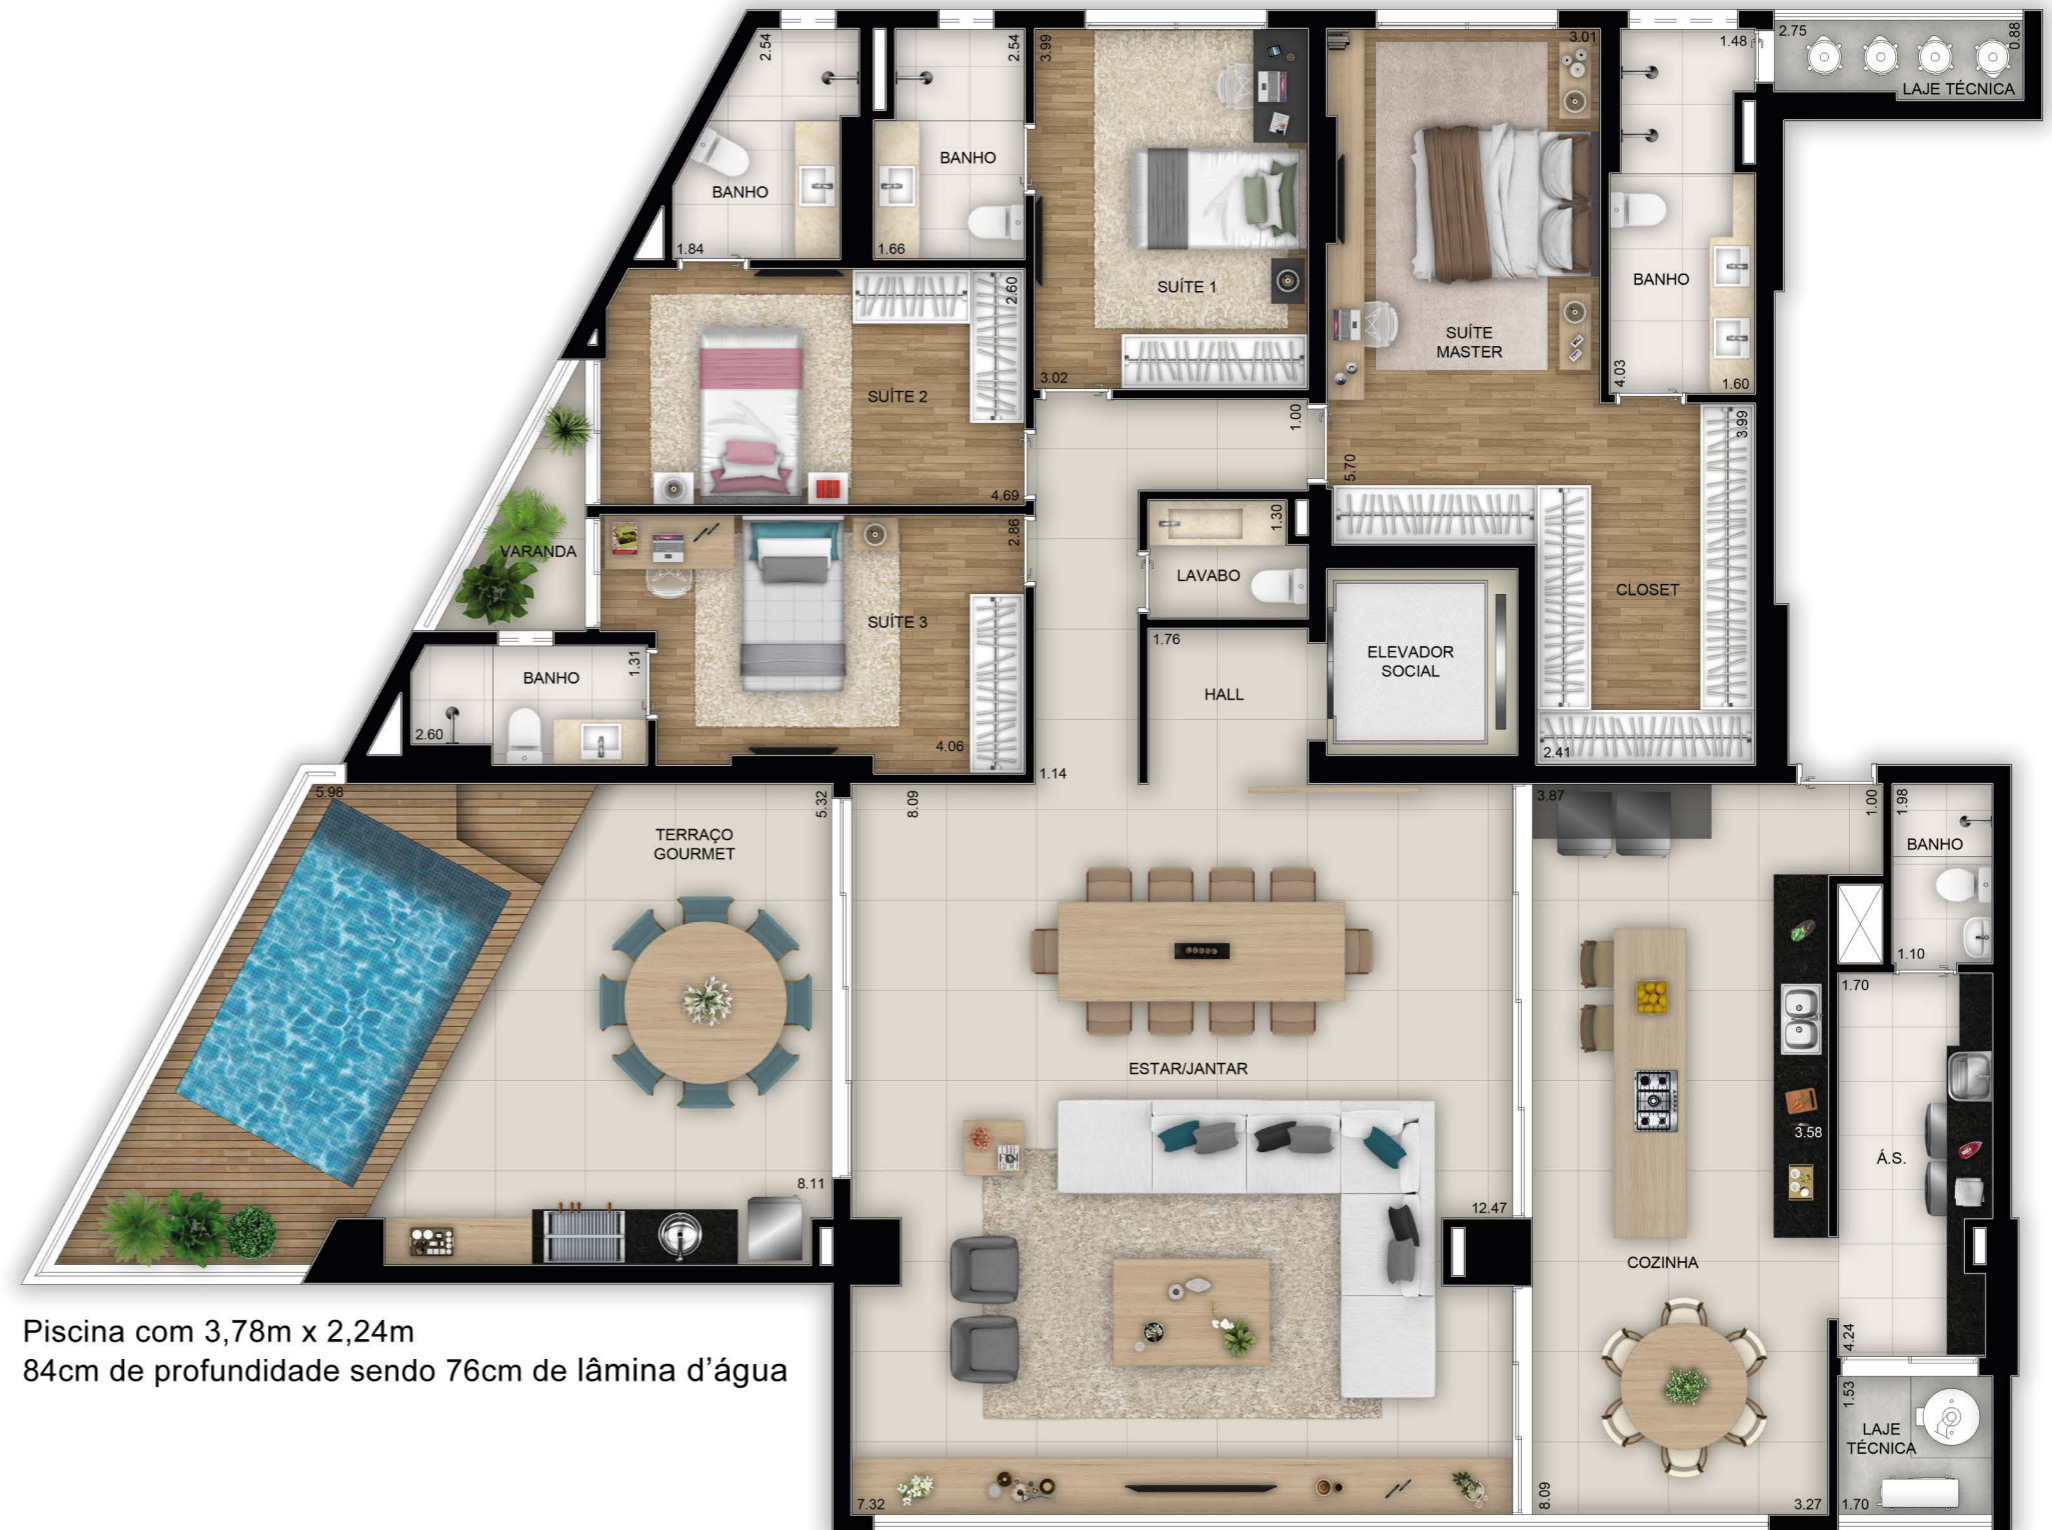 2.54
BANHO
1.84
2.54
BANHO
1.66
3.99
SUÍTE 1
3.02
3.01
SUÍTE
MASTER
5.70
1.48
BANHO
4.03
1.60
2.75
0.88
LAJE TÉCNICA
2.60
SUÍTE 2
4.69
1.00
3.99
CLOSET
2.41
VARANDA
2.86
SUÍTE 3
4.06
1.31
BANHO
2.60
1.30
LAVABO
1.76
HALL
ELEVADOR
SOCIAL
1.14
5.98
5.32
TERRAÇO
GOURMET
8.11
8.09
ESTAR/JANTAR
12.47
7.32
3.87
1.00
3.58
COZINHA
8.09
3.27
1.98
BANHO
1.10
1.70
Á.S.
4.24
1.53
LAJE
TÉCNICA
1.70
Piscina com 3,78m x 2,24m
84cm de profundidade sendo 76cm de lâmina d'água